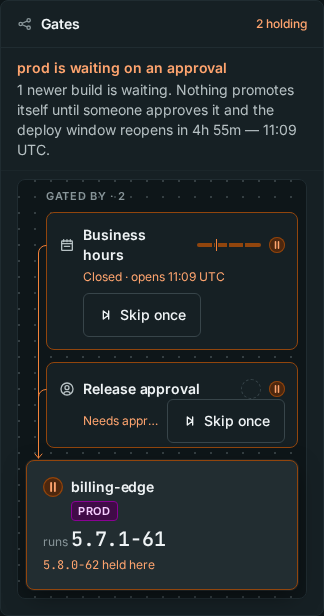 Gates
2 holding
prod is waiting on an approval
1 newer build is waiting. Nothing promotes
itself until someone approves it and the
deploy window reopens in 4h 55m — 11:09
UTC.
GATED BY · 2
Business
hours
Closed · opens 11:09 UTC
Skip once
Release approval
Needs appr...
Skip once
billing-edge
PROD
runs 5.7.1-61
5.8.0-62 held here